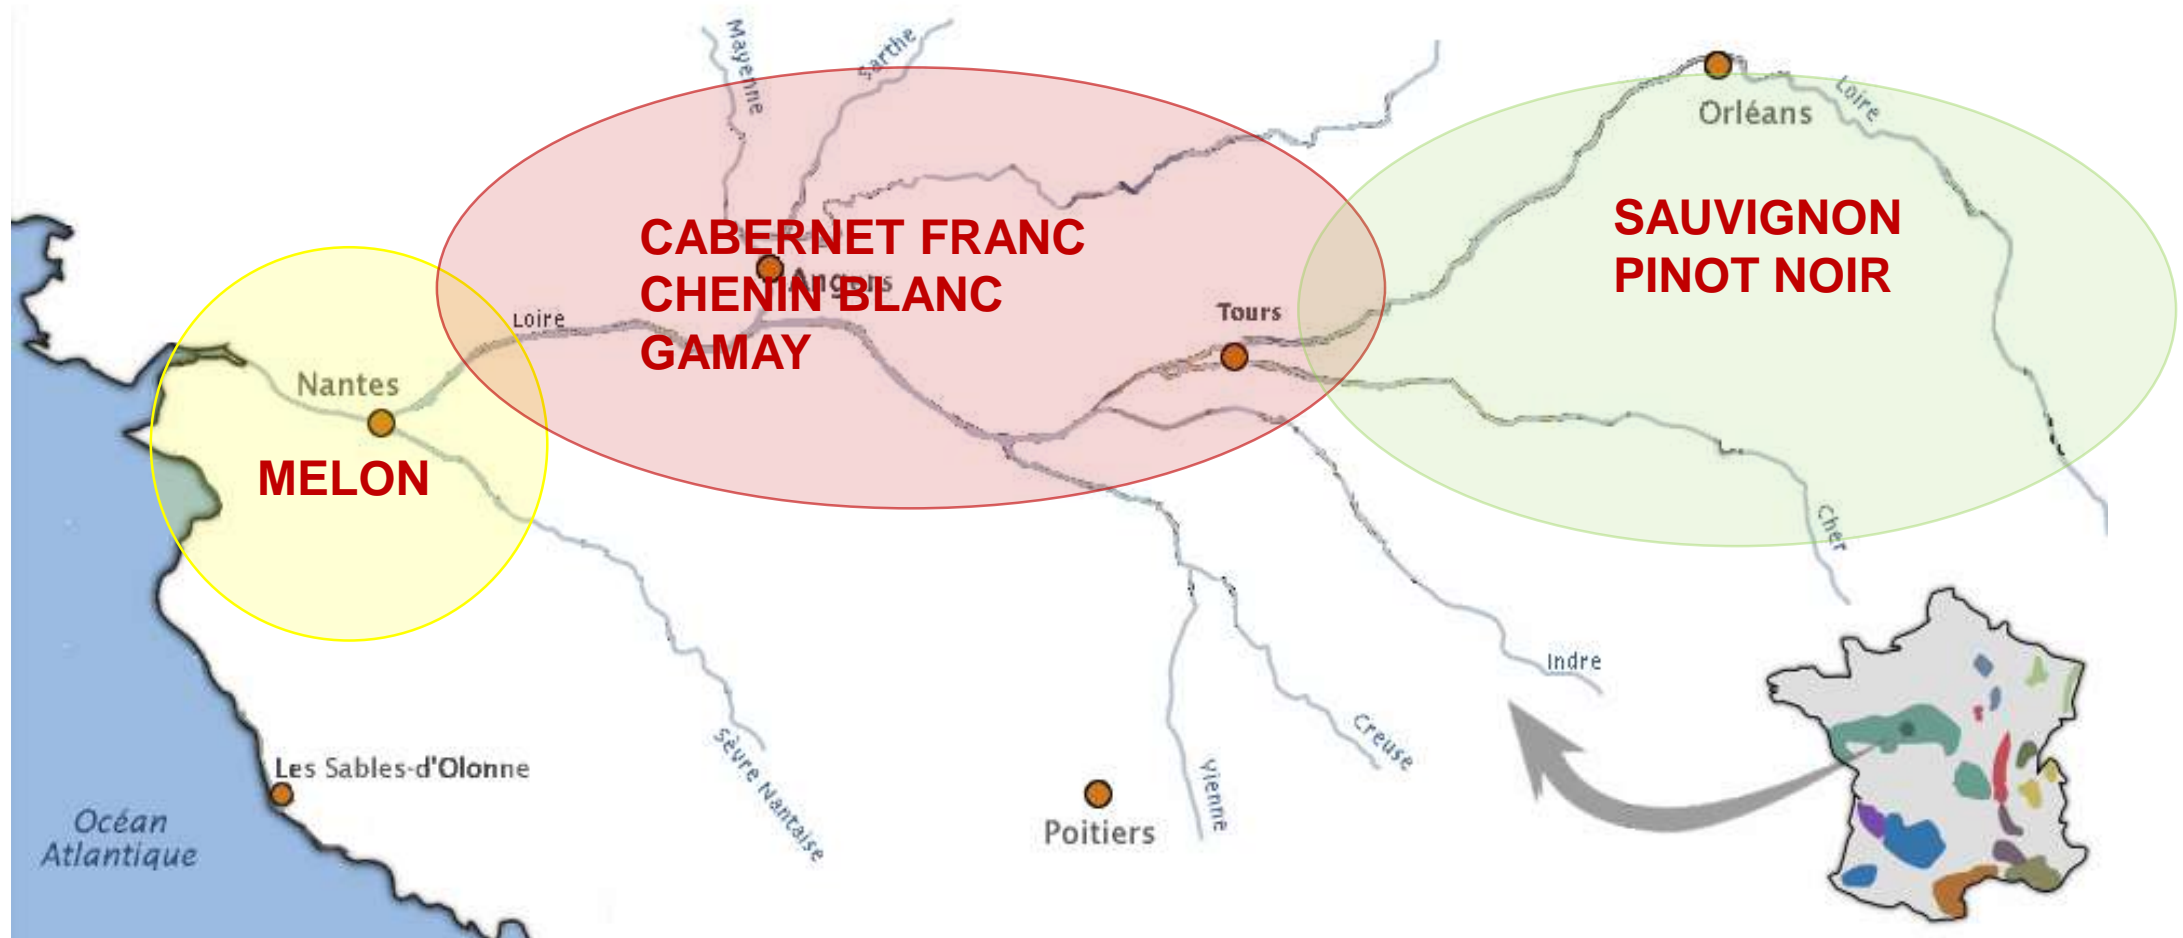 Mayenne
Sarthe
Orléans
Loire
SAUVIGNON
PINOT NOIR
CABERNET FRANC
Angers
CHENIN BLANC
GAMAY
Loire
Tours
Nantes
MELON
Cher
Indre
Creuse
Vienne
Sèvre Nantaise
Les Sables-d'Olonne
Poitiers
Océan
Atlantique